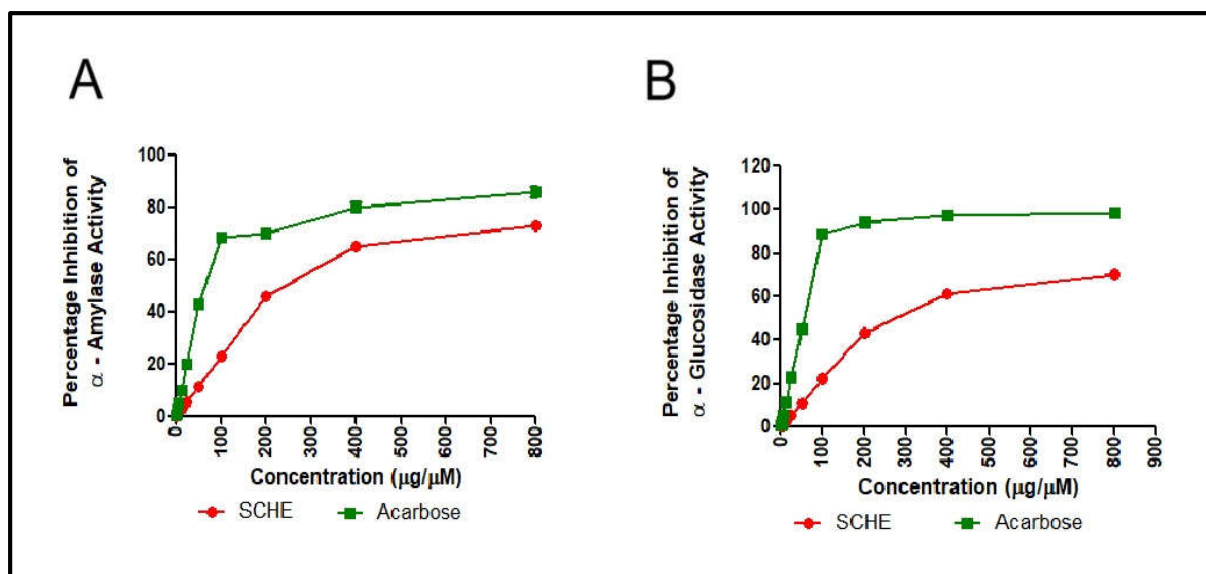 A
Percentage Inhibition of
α - Amylase Activity
100
80
60
40
20
0
0
100
200
300
400
500
600
700
800
Concentration (μg/μM)
SCHE
Acarbose
B
Percentage Inhibition of
α - Glucosidase Activity
120
100
80
60
40
20
0
0
100
200
300
400
500
600
700
800
900
Concentration (μg/μM)
SCHE
Acarbose